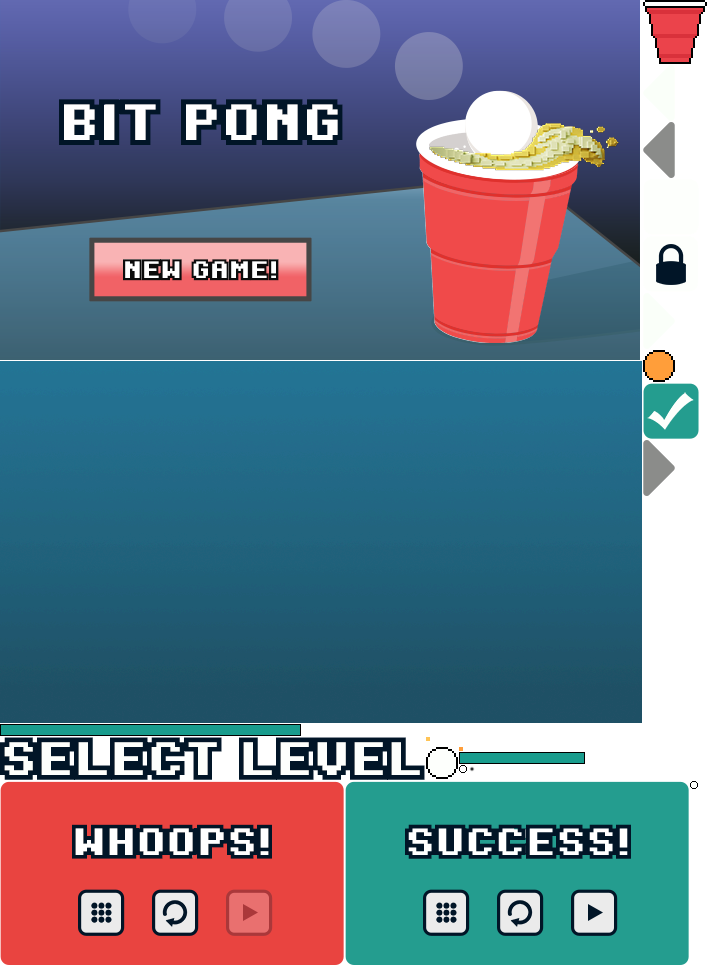 BIT PONG
NEW GAME!
SELECT LEVEL
WHOOPS!
SUCCESS!